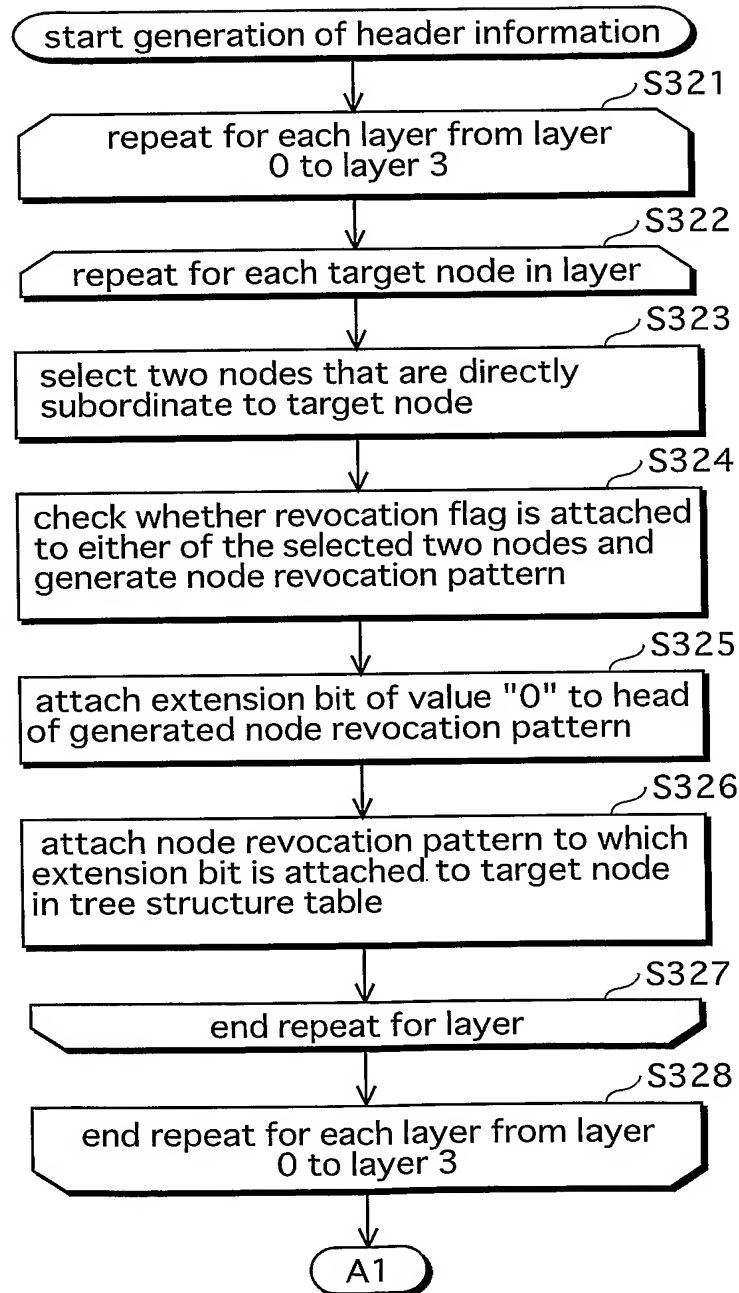 start generation of header information
S321
repeat for each layer from layer
0 to layer 3
S322
repeat for each target node in layer
S323
select two nodes that are directly
subordinate to target node
S324
check whether revocation flag is attached
to either of the selected two nodes and
generate node revocation pattern
S325
attach extension bit of value "0" to head
of generated node revocation pattern
S326
attach node revocation pattern to which
extension bit is attached to target node
in tree structure table
S327
end repeat for layer
S328
end repeat for each layer from layer
0 to layer 3
A1